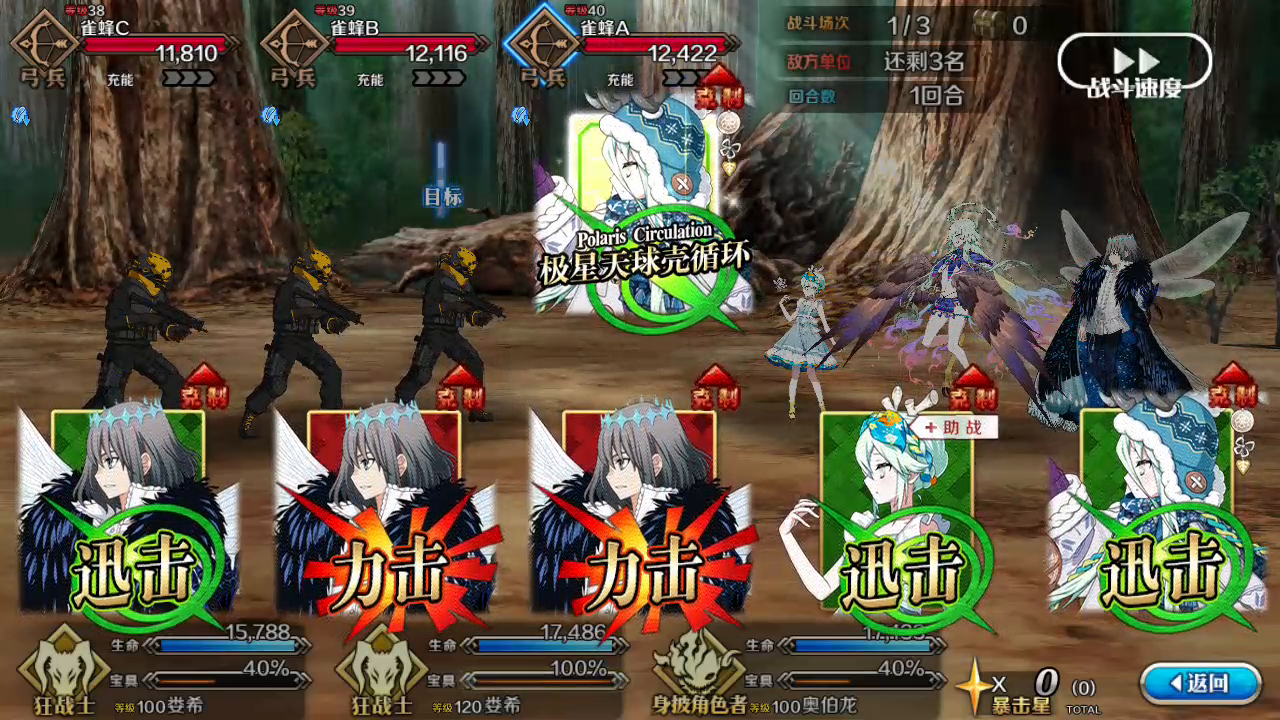 等级38
雀蜂C
11,810
弓兵
充能
等级39
雀蜂B
12,116
弓兵
充能
等级40
雀蜂A
12,422
弓兵
充能
战斗场次 1/3 0
敌方单位 还剩3名
回合数 1回合
战斗速度
目标
克制
Polaris Circulation
极星天球壳循环
克制
迅击
克制
力击
克制
力击
克制
+助战
迅击
克制
迅击
生命 15,788
宝具 40%
狂战士 等级100娄希
生命 17,486
宝具 100%
狂战士 等级120娄希
生命
宝具 40%
身披角色者 等级100奥伯龙
X 0 (0)
暴击星 TOTAL
返回